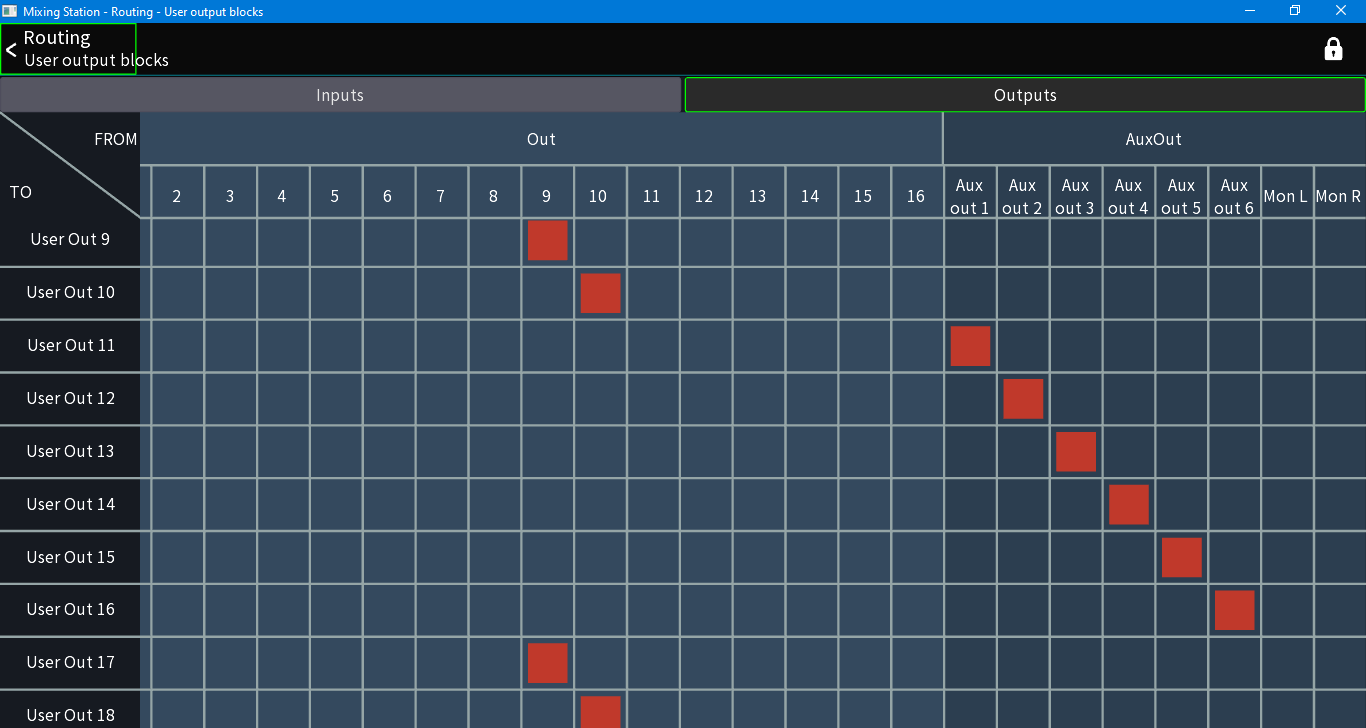 Mixing Station - Routing - User output blocks
Routing
User output blocks
Inputs
Outputs
FROM
TO
Out
AuxOut
2 3 4 5 6 7 8 9 10 11 12 13 14 15 16 Aux out 1 Aux out 2 Aux out 3 Aux out 4 Aux out 5 Aux out 6 Mon L Mon R
User Out 9
User Out 10
User Out 11
User Out 12
User Out 13
User Out 14
User Out 15
User Out 16
User Out 17
User Out 18